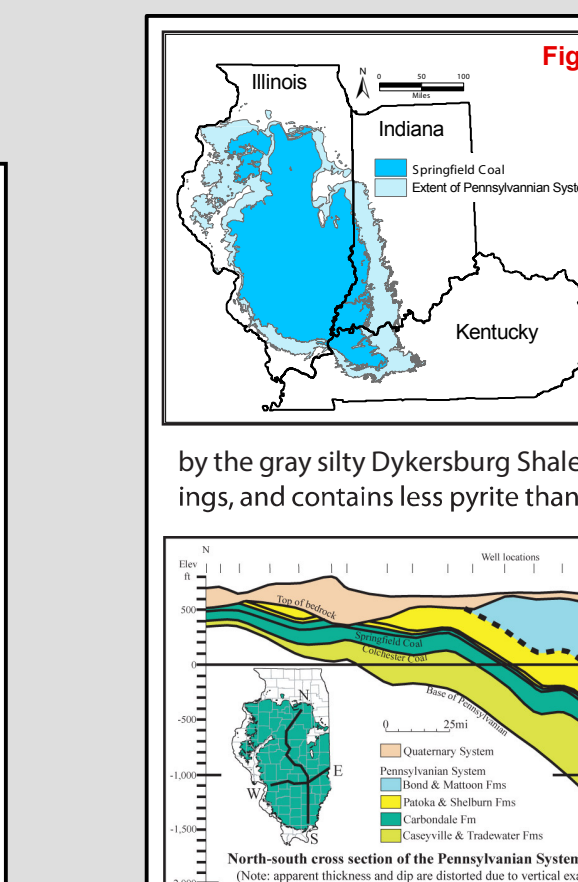 Fig
Illinois
N
0 50 100
Miles
Indiana
Springfield Coal
Extent of Pennsylvannian Syste
Kentucky
by the gray silty Dykersburg Shale
ings, and contains less pyrite than
N
Well locations
Elev
ft
500
0
-500
-1,000
-1,500
-2,000
Top of bedrock
Springfield Coal
Colchester Coal
Base of Pennsylvanian
N
E
W
S
0 25mi
Quaternary System
Pennsylvanian System
Bond & Mattoon Fms
Patoka & Shelburn Fms
Carbondale Fm
Caseyville & Tradewater Fms
North-south cross section of the Pennsylvanian System
(Note: apparent thickness and dip are distorted due to vertical exa